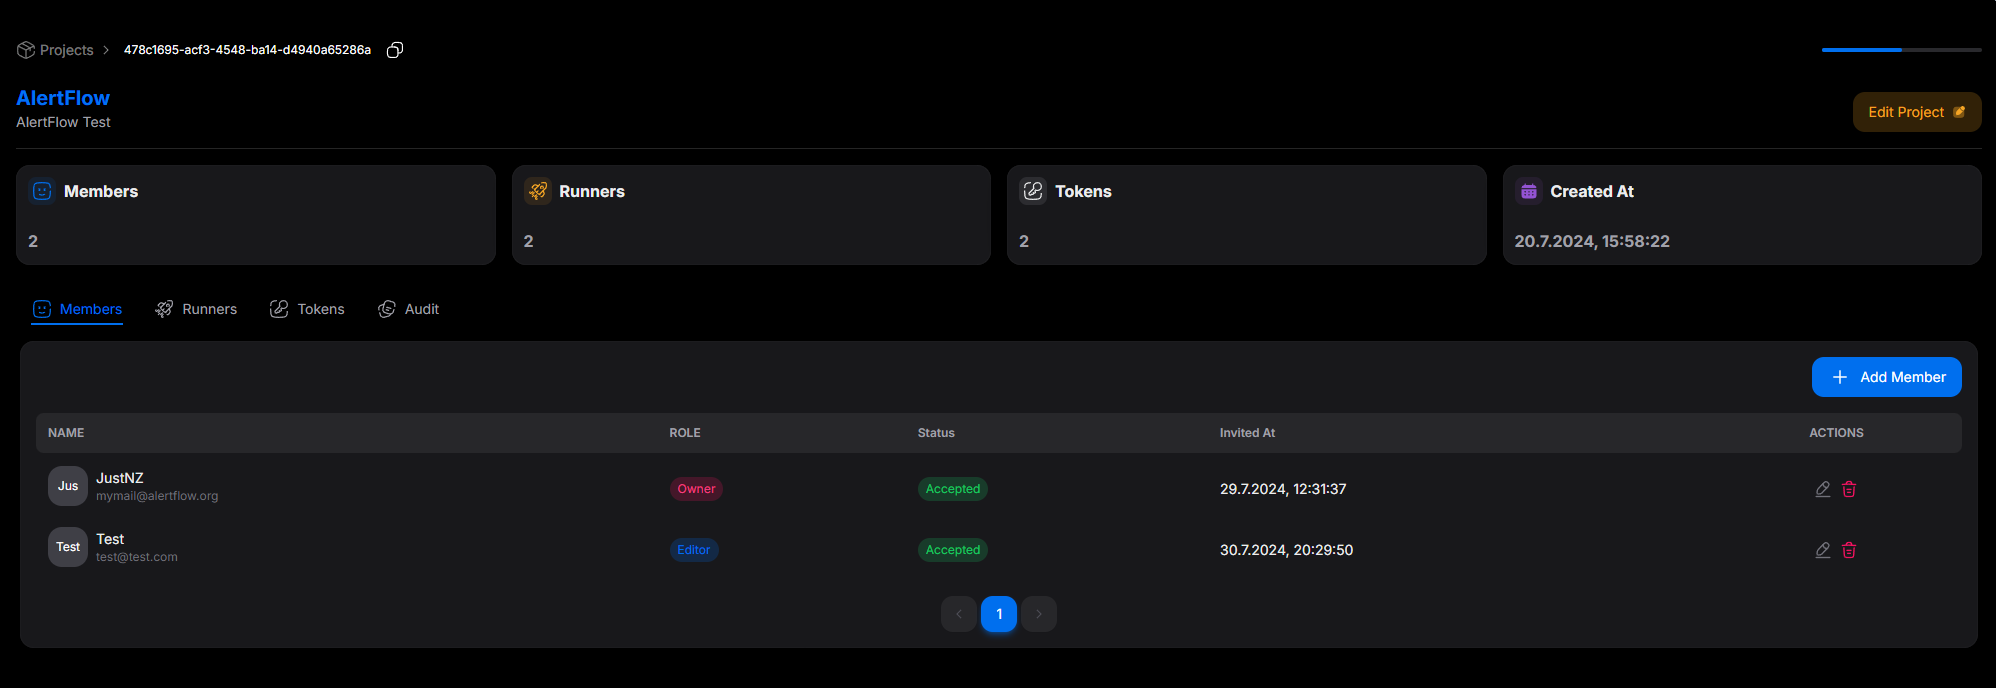 Projects > 478c1695-acf3-4548-ba14-d4940a65286a
AlertFlow
AlertFlow Test
Edit Project
Members
2
Runners
2
Tokens
2
Created At
20.7.2024, 15:58:22
Members Runners Tokens Audit
+ Add Member
NAME ROLE Status Invited At ACTIONS
Jus JustNZ
mymail@alertflow.org
Owner Accepted 29.7.2024, 12:31:37
Test Test
test@test.com
Editor Accepted 30.7.2024, 20:29:50
< 1 >